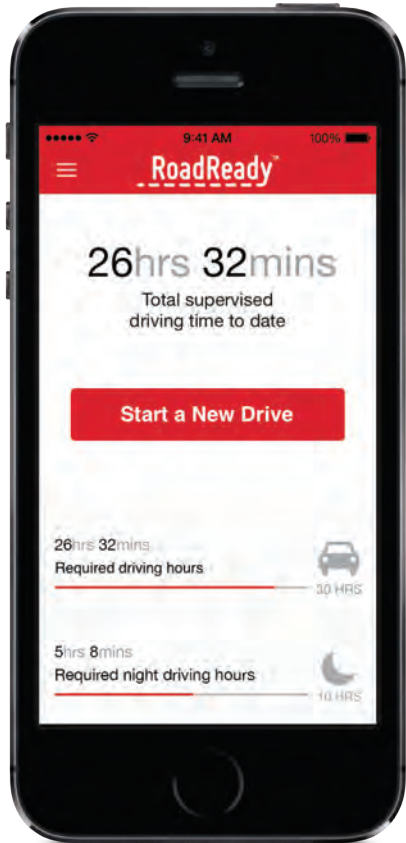 9:41 AM 100%
RoadReady™
26hrs 32mins
Total supervised
driving time to date
Start a New Drive
26hrs 32mins
Required driving hours
30 HRS
5hrs 8mins
Required night driving hours
10 HRS